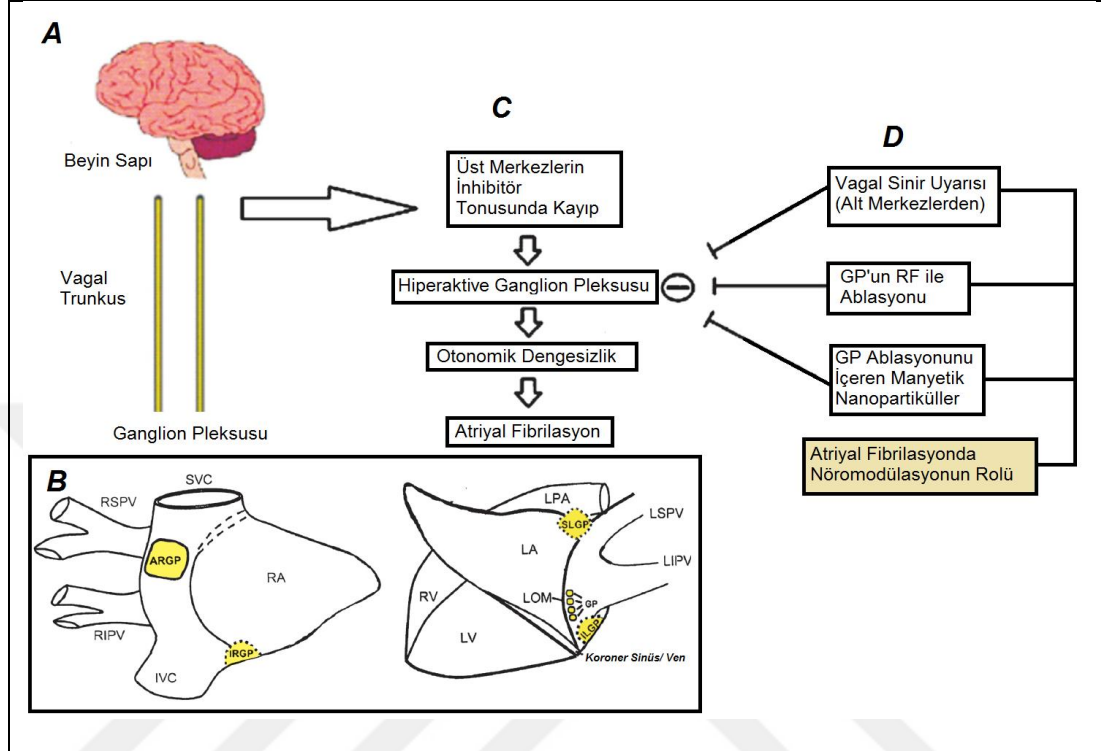 A
Beyin Sapı
Vagal
Trunkus
Ganglion Pleksusu
C
Üst Merkezlerin
İnhibitör
Tonusunda Kayıp
Hiperaktive Ganglion Pleksusu
Otonomik Dengesizlik
Atriyal Fibrilasyon
D
Vagal Sinir Uyarısı
(Alt Merkezlerden)
GP'un RF ile
Ablasyonu
GP Ablasyonunu
İçeren Manyetik
Nanopartiküller
Atriyal Fibrilasyonda
Nöromodülasyonun Rolü
B
SVC
RSPV
ARGP
RA
RIPV
IRGP
IVC
LPA
SLGP
LSPV
LA
LIPV
RV
LOM
GP
ILGP
LV
Koroner Sinüs/ Ven